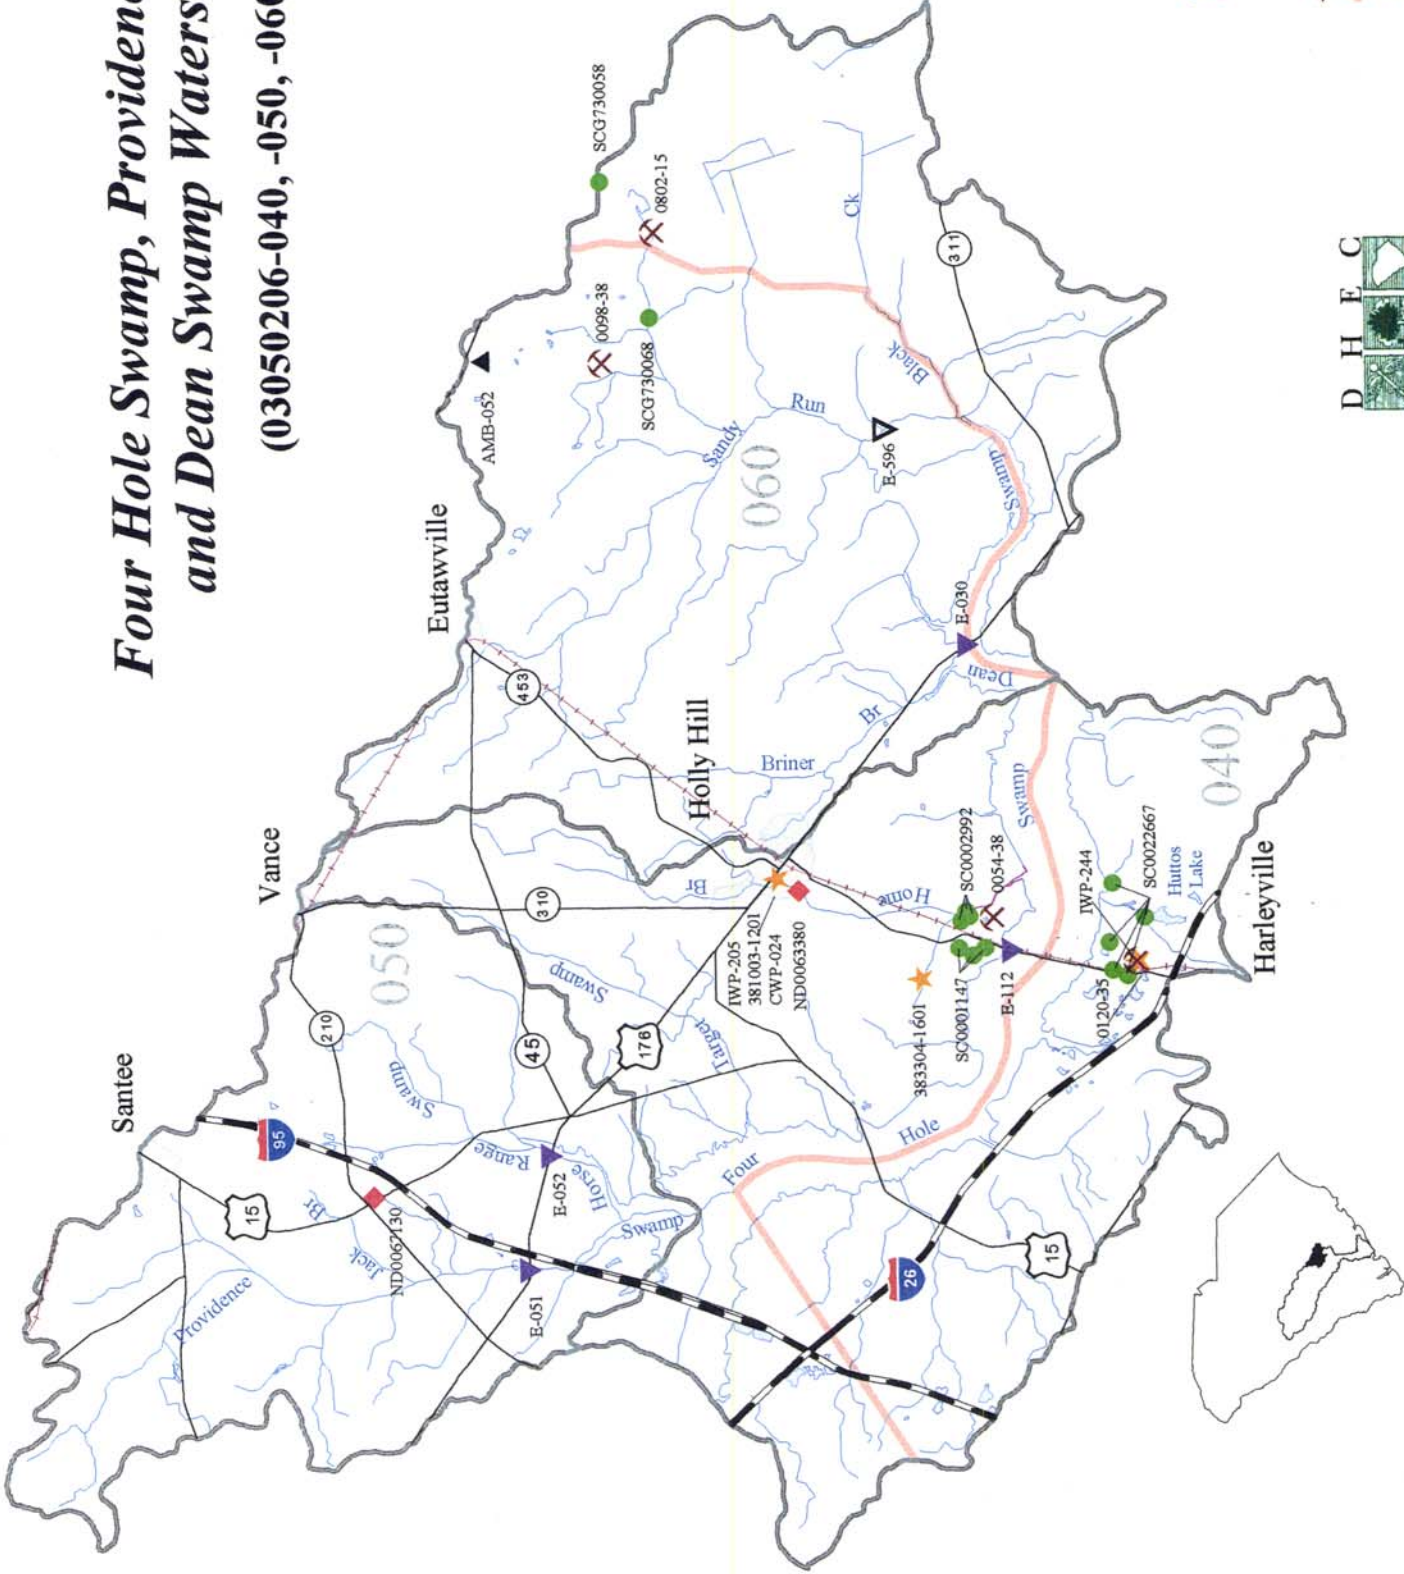 Four Hole Swamp, Providenc
and Dean Swamp Waters
(03050206-040, -050, -060
SCG730058
0802-15
0098-38
SCG730068
AMB-052
Eutawville
Sandy
Run
Ck
Black
311
E-596
060
Swamp
E-030
Dean
Br
Briner
453
Holly Hill
Vance
Br
310
050
Swamp
210
Santee
95
15
Swamp
45
176
Target
IWP-205
381003-1201
CWP-024
ND0063380
Home
SC0002992
0054-38
Swamp
040
IWP-244
SC0022667
Huttos
Lake
Harleyville
0120-35
E-112
SC0001147
383304-1601
Hole
Four
Range
Horse
E-052
Swamp
Br
Jack
Providence
E-051
26
15
D H E C